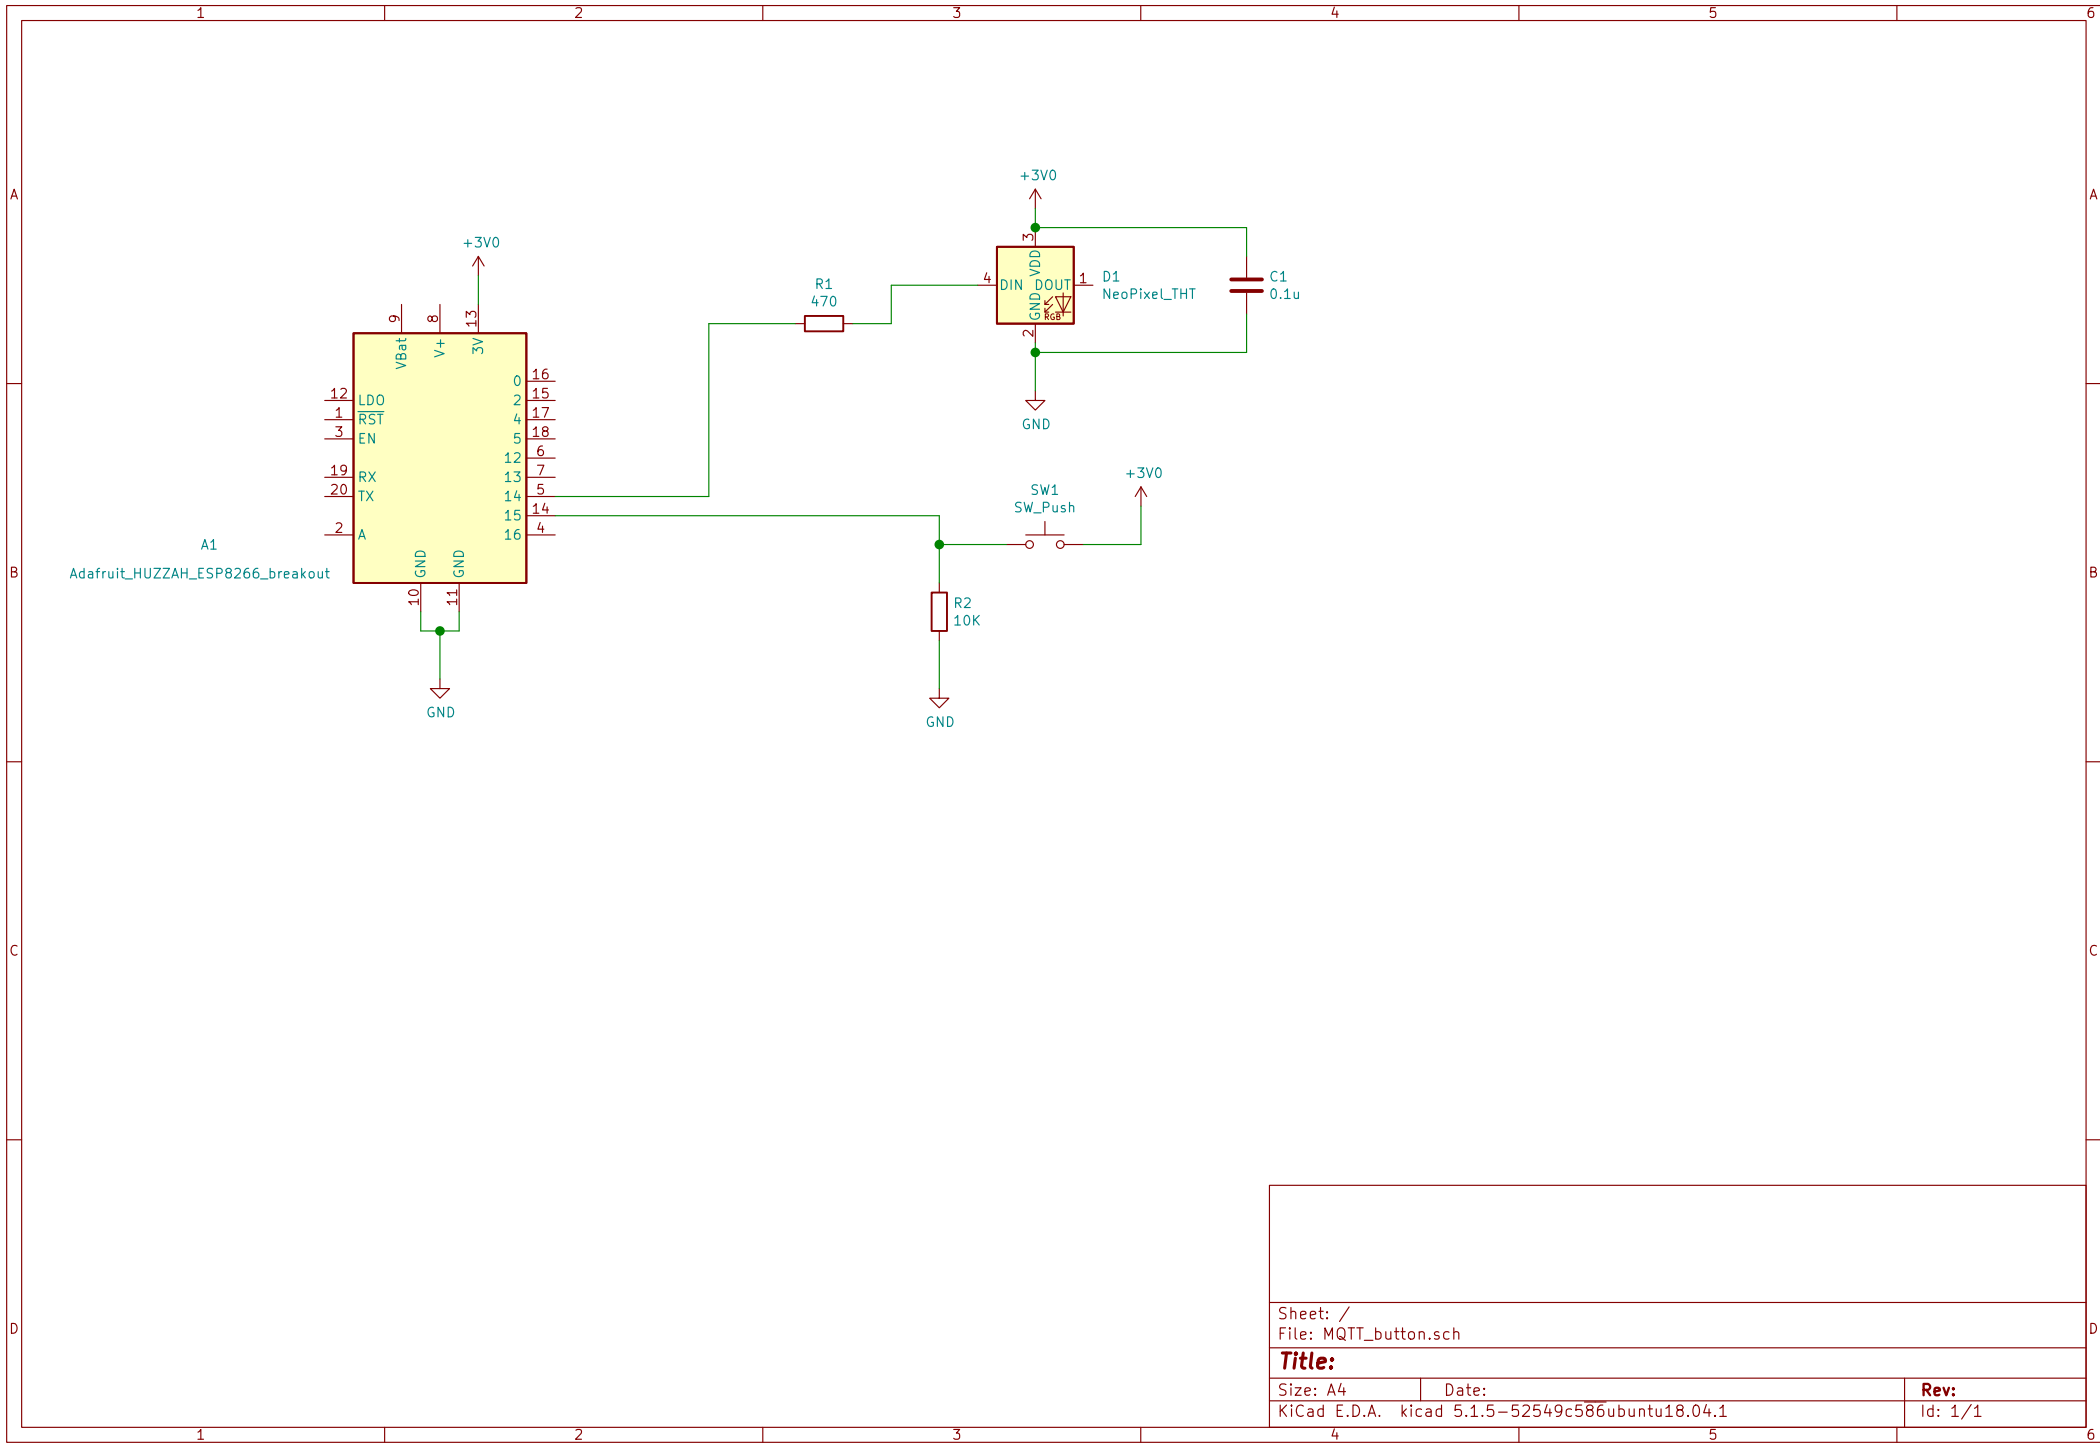 1 2 3 4 5 6
A A
+3V0
+3V0
3
VDD
4 DIN DOUT 1
GND
RGB
2
D1
NeoPixel_THT
C1
0.1u
GND
R1
470
+3V0
9 8 13
VBat V+ 3V
0 16
12 LDO 2 15
1 RST 4 17
3 EN 5 18
12 6
19 RX 13 7
20 TX 14 5
15 14
2 A 16 4
GND GND
10 11
A1
Adafruit_HUZZAH_ESP8266_breakout
GND
+3V0
SW1
SW_Push
R2
10K
GND
B B
C C
D D
Sheet: /
File: MQTT_button.sch
Title:
Size: A4 Date: Rev:
KiCad E.D.A. kicad 5.1.5-52549c586ubuntu18.04.1 Id: 1/1
1 2 3 4 5 6